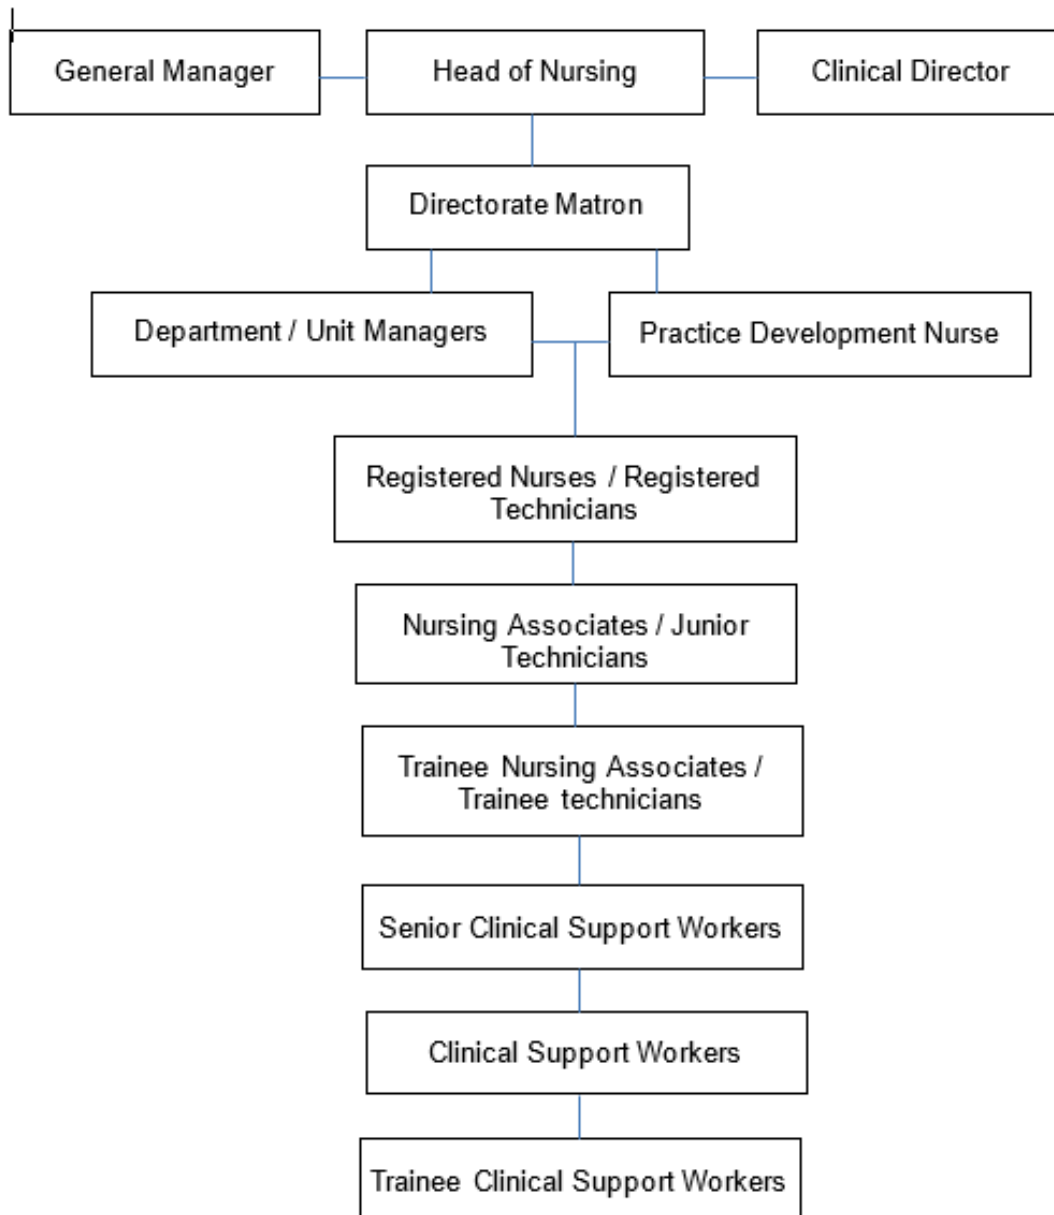 General Manager
Head of Nursing
Clinical Director
Directorate Matron
Department / Unit Managers
Practice Development Nurse
Registered Nurses / Registered
Technicians
Nursing Associates / Junior
Technicians
Trainee Nursing Associates /
Trainee technicians
Senior Clinical Support Workers
Clinical Support Workers
Trainee Clinical Support Workers